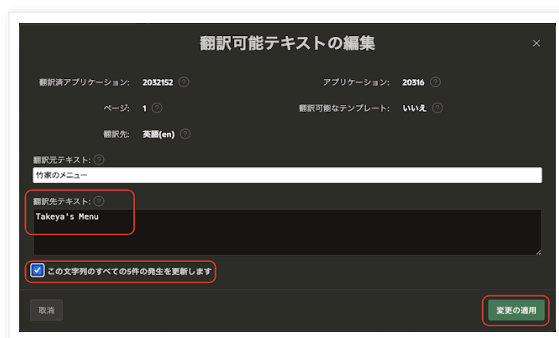 翻訳可能テキストの編集
翻訳済アプリケーション: 2032152 アプリケーション: 20316
ページ: 1 翻訳可能なテンプレート: いいえ
翻訳先: 英語(en)
翻訳元テキスト:
竹家のメニュー
翻訳先テキスト:
Takeya's Menu
この文字列のすべての5件の発生を更新します
取消 変更の適用